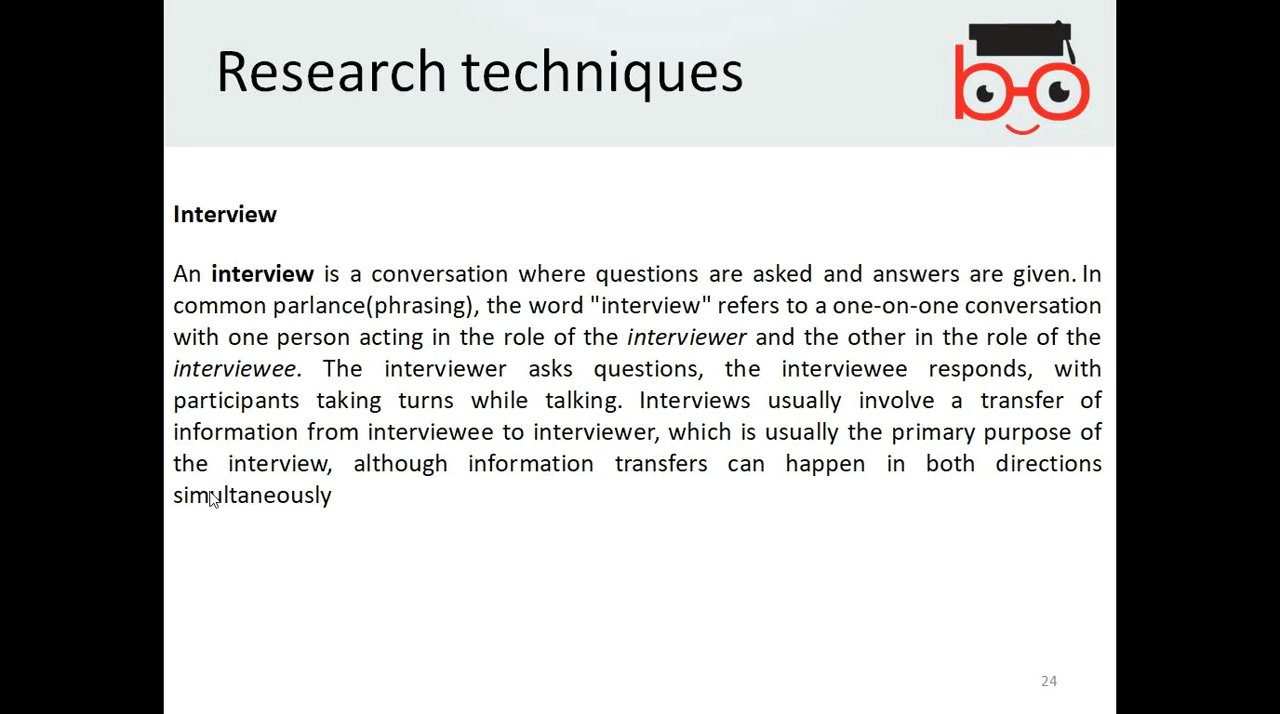 Research techniques
Interview
An interview is a conversation where questions are asked and answers are given. In
common parlance(phrasing), the word "interview" refers to a one-on-one conversation
with one person acting in the role of the interviewer and the other in the role of the
interviewee. The interviewer asks questions, the interviewee responds, with
participants taking turns while talking. Interviews usually involve a transfer of
information from interviewee to interviewer, which is usually the primary purpose of
the interview, although information transfers can happen in both directions
simultaneously
24